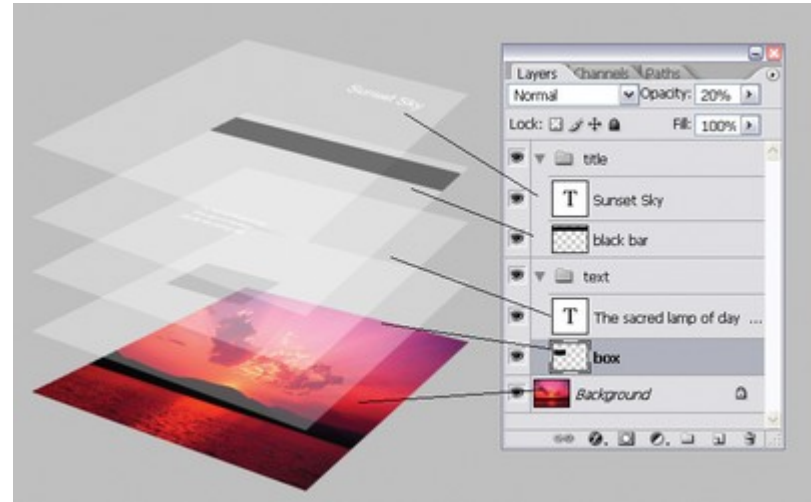 Sunset Sky
Layers Channels Paths
Normal Opacity: 20%
Lock: Fill: 100%
title
T Sunset Sky
black bar
text
T The sacred lamp of day ...
box
Background